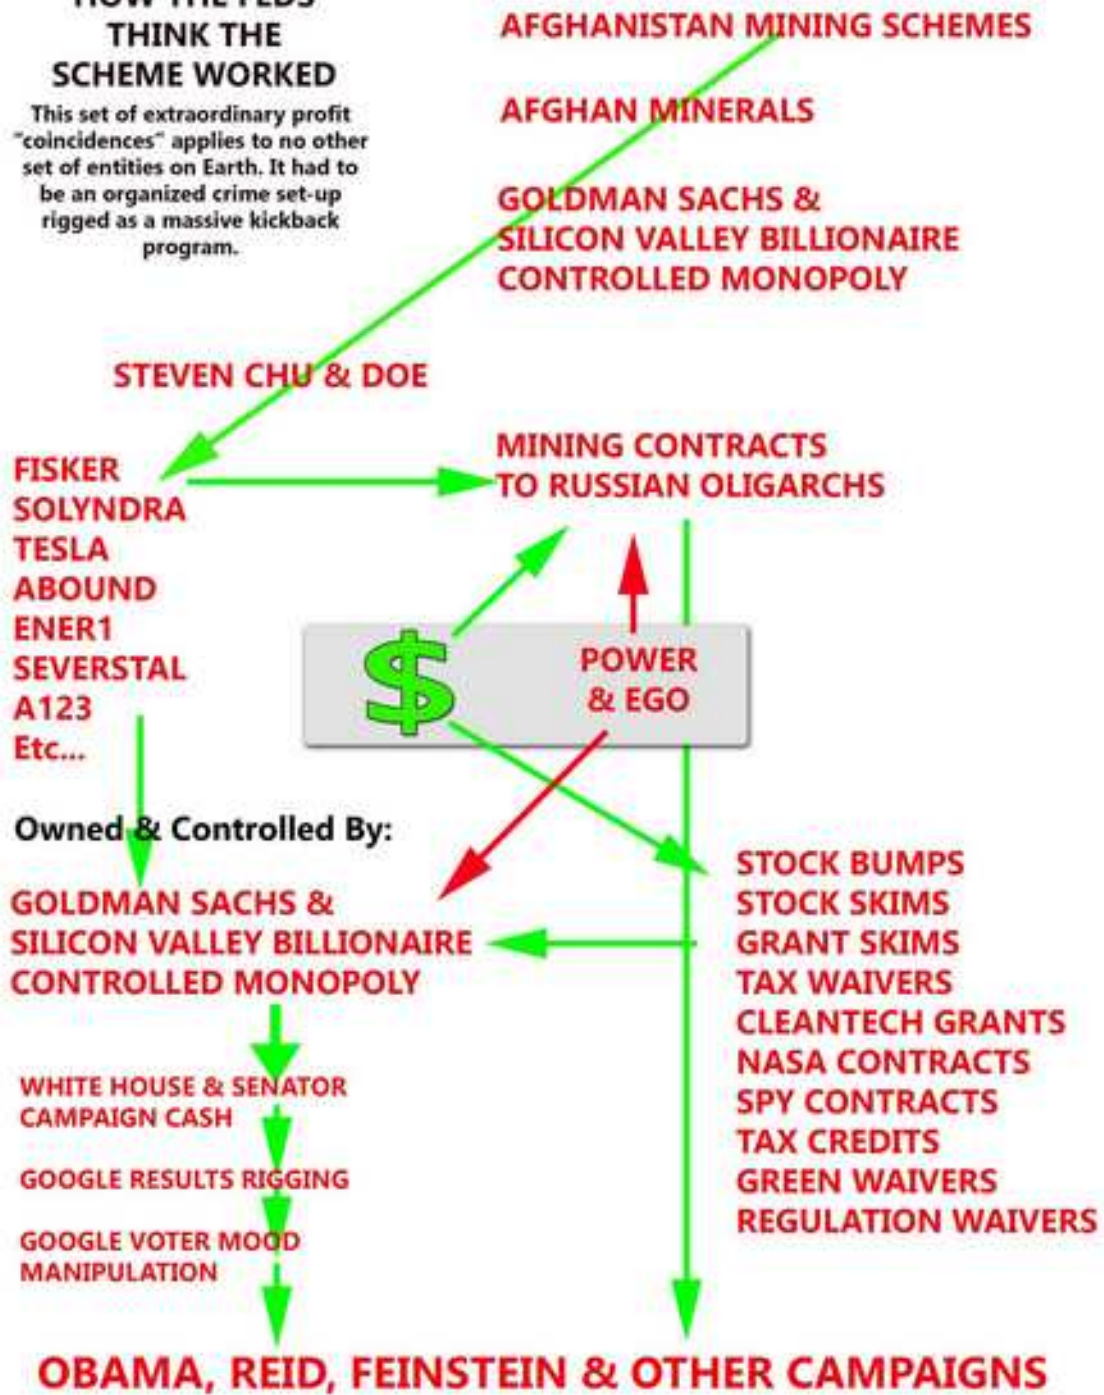 HOW THE FEDS
THINK THE
SCHEME WORKED
This set of extraordinary profit
"coincidences" applies to no other
set of entities on Earth. It had to
be an organized crime set-up
rigged as a massive kickback
program.
AFGHANISTAN MINING SCHEMES
AFGHAN MINERALS
GOLDMAN SACHS &
SILICON VALLEY BILLIONAIRE
CONTROLLED MONOPOLY
STEVEN CHU & DOE
FISKER
SOLYNDRA
TESLA
ABOUND
ENER1
SEVERSTAL
A123
Etc...
MINING CONTRACTS
TO RUSSIAN OLIGARCHS
$
POWER
& EGO
Owned & Controlled By:
GOLDMAN SACHS &
SILICON VALLEY BILLIONAIRE
CONTROLLED MONOPOLY
STOCK BUMPS
STOCK SKIMS
GRANT SKIMS
TAX WAIVERS
CLEANTECH GRANTS
NASA CONTRACTS
SPY CONTRACTS
TAX CREDITS
GREEN WAIVERS
REGULATION WAIVERS
WHITE HOUSE & SENATOR
CAMPAIGN CASH
GOOGLE RESULTS RIGGING
GOOGLE VOTER MOOD
MANIPULATION
OBAMA, REID, FEINSTEIN & OTHER CAMPAIGNS